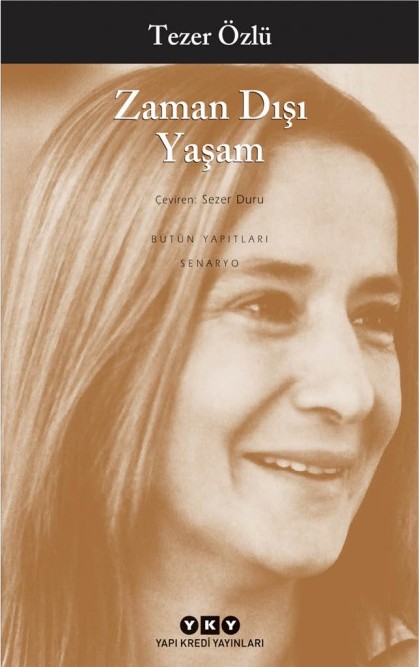 Tezer Özlü
Zaman Dışı
Yaşam
Çeviren: Sezer Duru
BÜTÜN YAPITLARI
SENARYO
YKY
YAPI KREDİ YAYINLARI